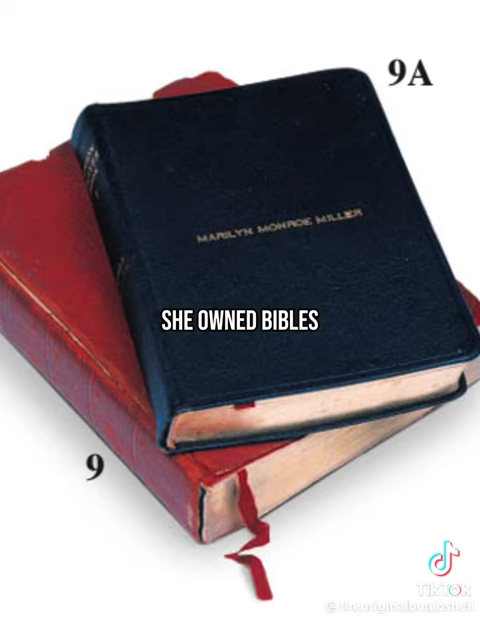 9A
MARILYN MONROE MILLER
SHE OWNED BIBLES
9
TikTok